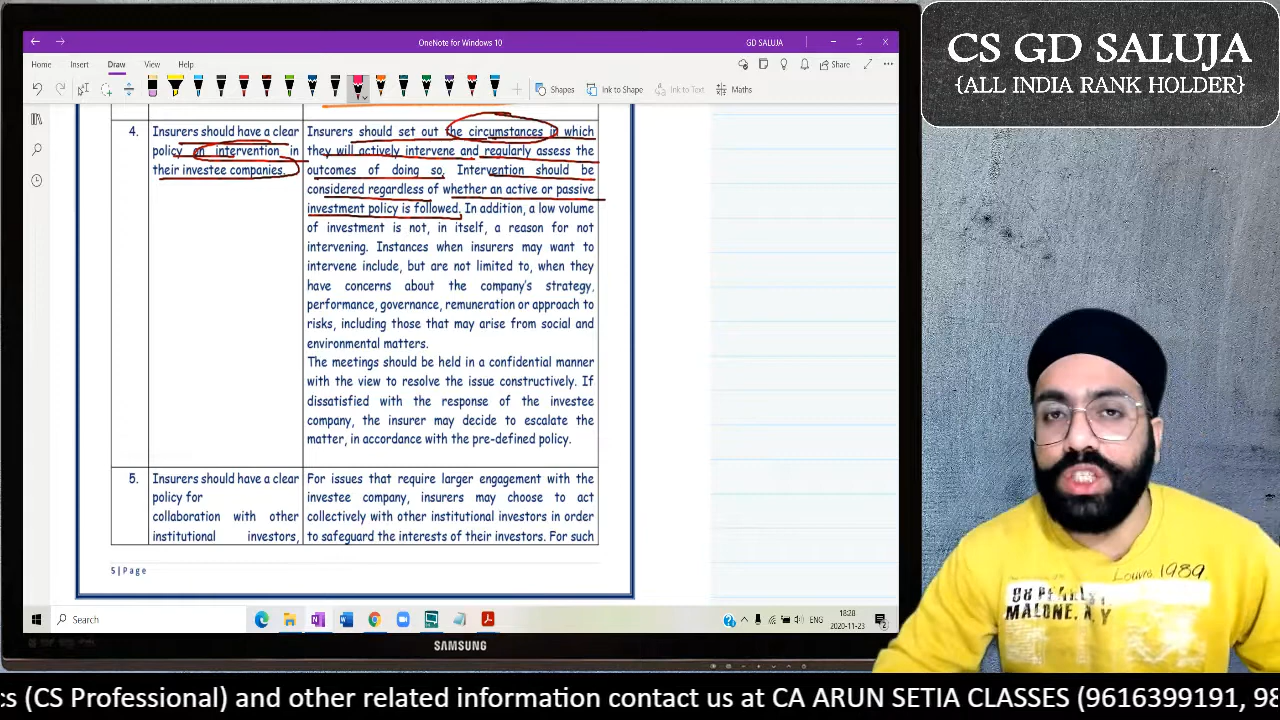 OneNote for Windows 10
GD SALUJA
CS GD SALUJA
{ALL INDIA RANK HOLDER}
Home Insert Draw View Help
Share
Shapes
Ink to Shape
Ink to Text
Maths
4.
Insurers should have a clear
policy on intervention in
their investee companies.
Insurers should set out the circumstances in which
they will actively intervene and regularly assess the
outcomes of doing so. Intervention should be
considered regardless of whether an active or passive
investment policy is followed. In addition, a low volume
of investment is not, in itself, a reason for not
intervening. Instances when insurers may want to
intervene include, but are not limited to, when they
have concerns about the company's strategy,
performance, governance, remuneration or approach to
risks, including those that may arise from social and
environmental matters.
The meetings should be held in a confidential manner
with the view to resolve the issue constructively. If
dissatisfied with the response of the investee
company, the insurer may decide to escalate the
matter, in accordance with the pre-defined policy.
5.
Insurers should have a clear
policy for
collaboration with other
institutional investors,
For issues that require larger engagement with the
investee company, insurers may choose to act
collectively with other institutional investors in order
to safeguard the interests of their investors. For such
5 | Page
Search
ENG
18:20
2020-11-23
SAMSUNG
Louvre 1989
MALONE, X, Y
cs (CS Professional) and other related information contact us at CA ARUN SETIA CLASSES (9616399191, 98